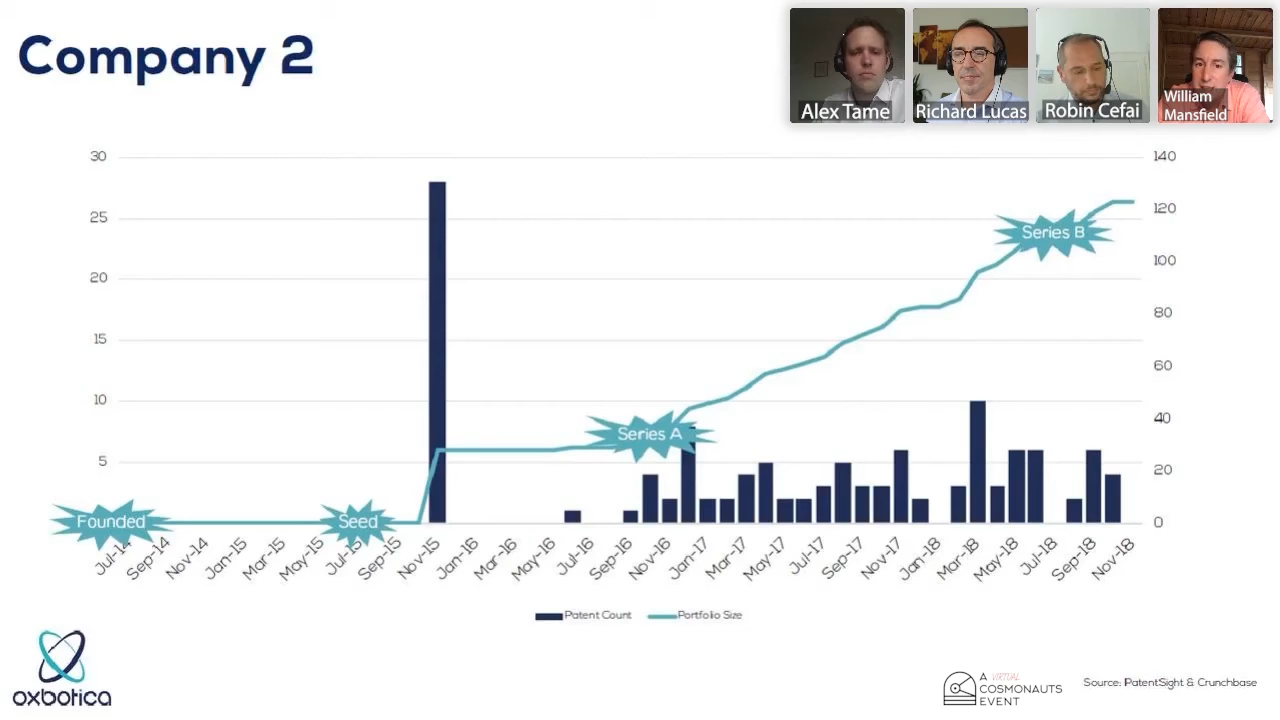 Company 2
Alex Tame
Richard Lucas
Robin Cefai
William
Mansfield
30
25
20
15
10
5
140
120
100
80
60
40
20
0
Founded
Seed
Series A
Series B
Jul-14
Sep-14
Nov-14
Jan-15
Mar-15
May-15
Jul-15
Sep-15
Nov-15
Jan-16
Mar-16
May-16
Jul-16
Sep-16
Nov-16
Jan-17
Mar-17
May-17
Jul-17
Sep-17
Nov-17
Jan-18
Mar-18
May-18
Jul-18
Sep-18
Nov-18
Patent Count
Portfolio Size
oxbotica
A VIRTUAL
COSMONAUTS
EVENT
Source: PatentSight & Crunchbase